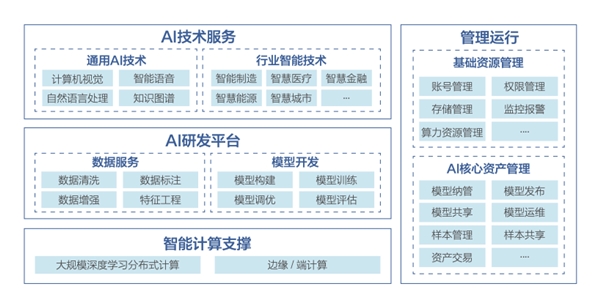 AI技术服务
通用AI技术
计算机视觉 智能语音
自然语言处理 知识图谱
行业智能技术
智能制造 智慧医疗 智慧金融
智慧能源 智慧城市 ...
AI研发平台
数据服务
数据清洗 数据标注
数据增强 特征工程
模型开发
模型构建 模型训练
模型调优 模型评估
智能计算支撑
大规模深度学习分布式计算 边缘/端计算
管理运行
基础资源管理
账号管理 权限管理
存储管理 监控报警
算力资源管理 ....
AI核心资产管理
模型纳管 模型发布
模型共享 模型运维
样本管理 样本共享
资产交易 ....